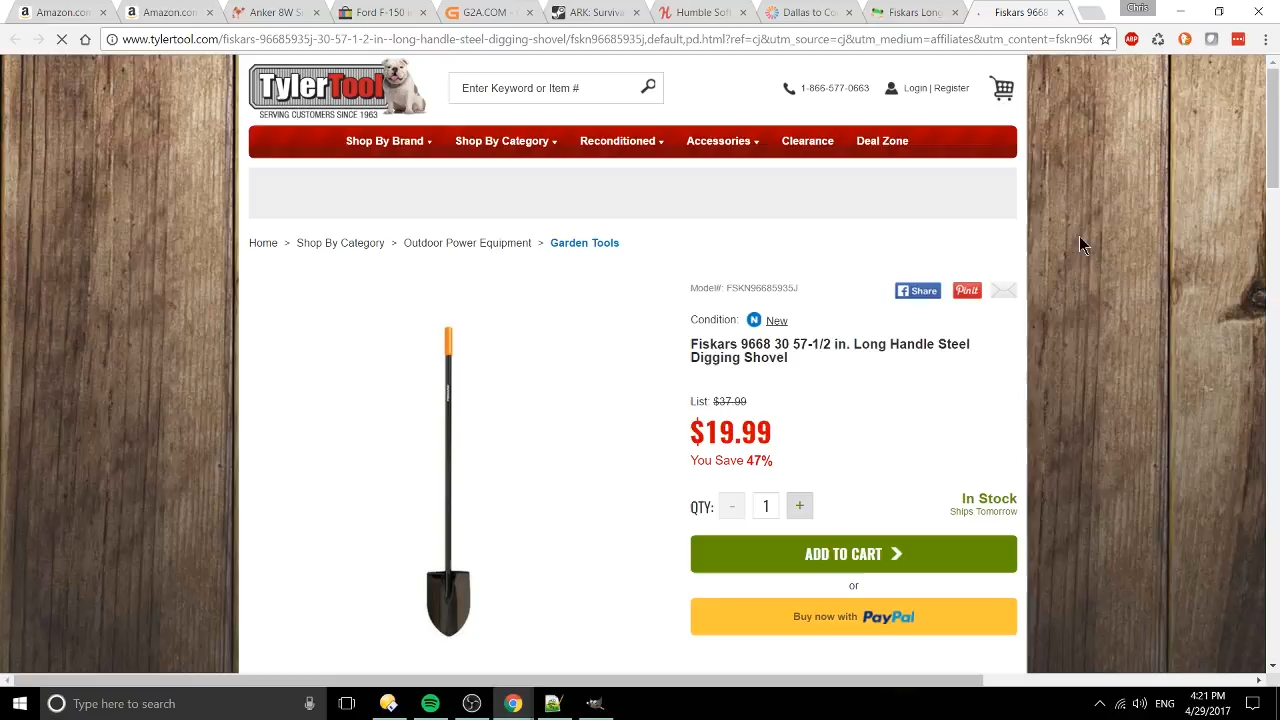 Amazon.com
Amazon.com
Anker 8W S
Ford F-150 i
G2A.COM -
ARK: Surviva
Humble Soft
Dallas to Co
Fiskars Long
Fiskars 9668
Chris
www.tylertool.com/fiskars-96685935j-30-57-1-2-in--long-handle-steel-digging-shovel/fskn96685935j,default,pd.html?ref=cj&utm_source=cj&utm_medium=affiliates&utm_content=fskn96
ABP
TylerTool
SERVING CUSTOMERS SINCE 1963
Enter Keyword or Item #
1-866-577-0663
Login | Register
Shop By Brand
Shop By Category
Reconditioned
Accessories
Clearance
Deal Zone
Home > Shop By Category > Outdoor Power Equipment > Garden Tools
Model#: FSKN96685935J
Share
Pin it
Condition: N New
Fiskars 9668 30 57-1/2 in. Long Handle Steel
Digging Shovel
List: $37.99
$19.99
You Save 47%
QTY: - 1 +
In Stock
Ships Tomorrow
ADD TO CART
or
Buy now with PayPal
Type here to search
ENG
4:21 PM
4/29/2017